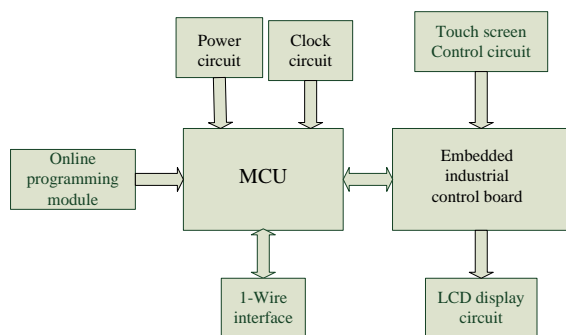 Power
circuit
Clock
circuit
Touch screen
Control circuit
Online
programming
module
MCU
Embedded
industrial
control board
1-Wire
interface
LCD display
circuit